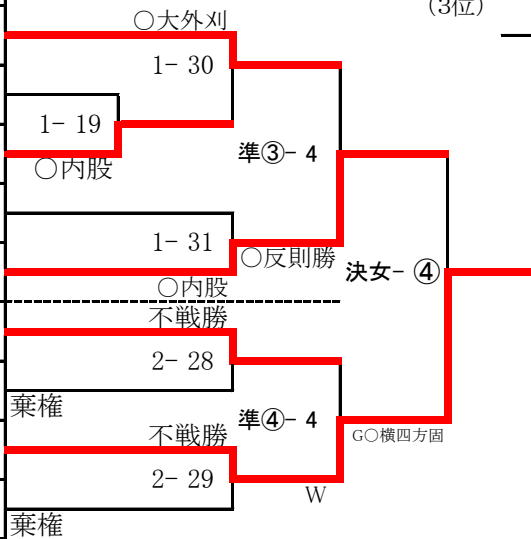 (3位)
○大外刈
1- 30
1- 19
準③- 4
○内股
1- 31
○反則勝
決女- ④
○内股
不戦勝
2- 28
棄権
準④- 4
不戦勝
G○横四方固
2- 29
W
棄権